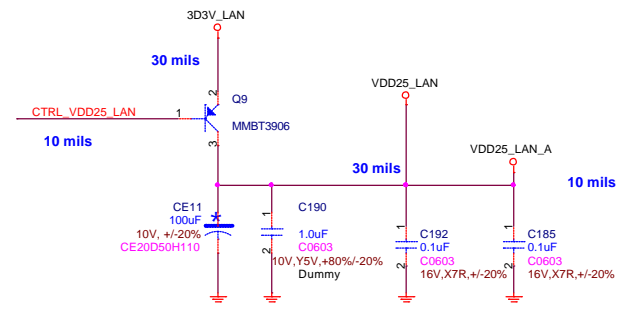 3D3V_LAN
30 mils
2
Q9
CTRL_VDD25_LAN
1
MMBT3906
10 mils
3
VDD25_LAN
VDD25_LAN_A
30 mils
10 mils
CE11
100uF
10V, +/-20%
CE20D50H110
1
C190
1.0uF
2
C0603
10V,Y5V,+80%/-20%
Dummy
1
C192
0.1uF
2
C0603
16V,X7R,+/-20%
1
C185
0.1uF
2
C0603
16V,X7R,+/-20%